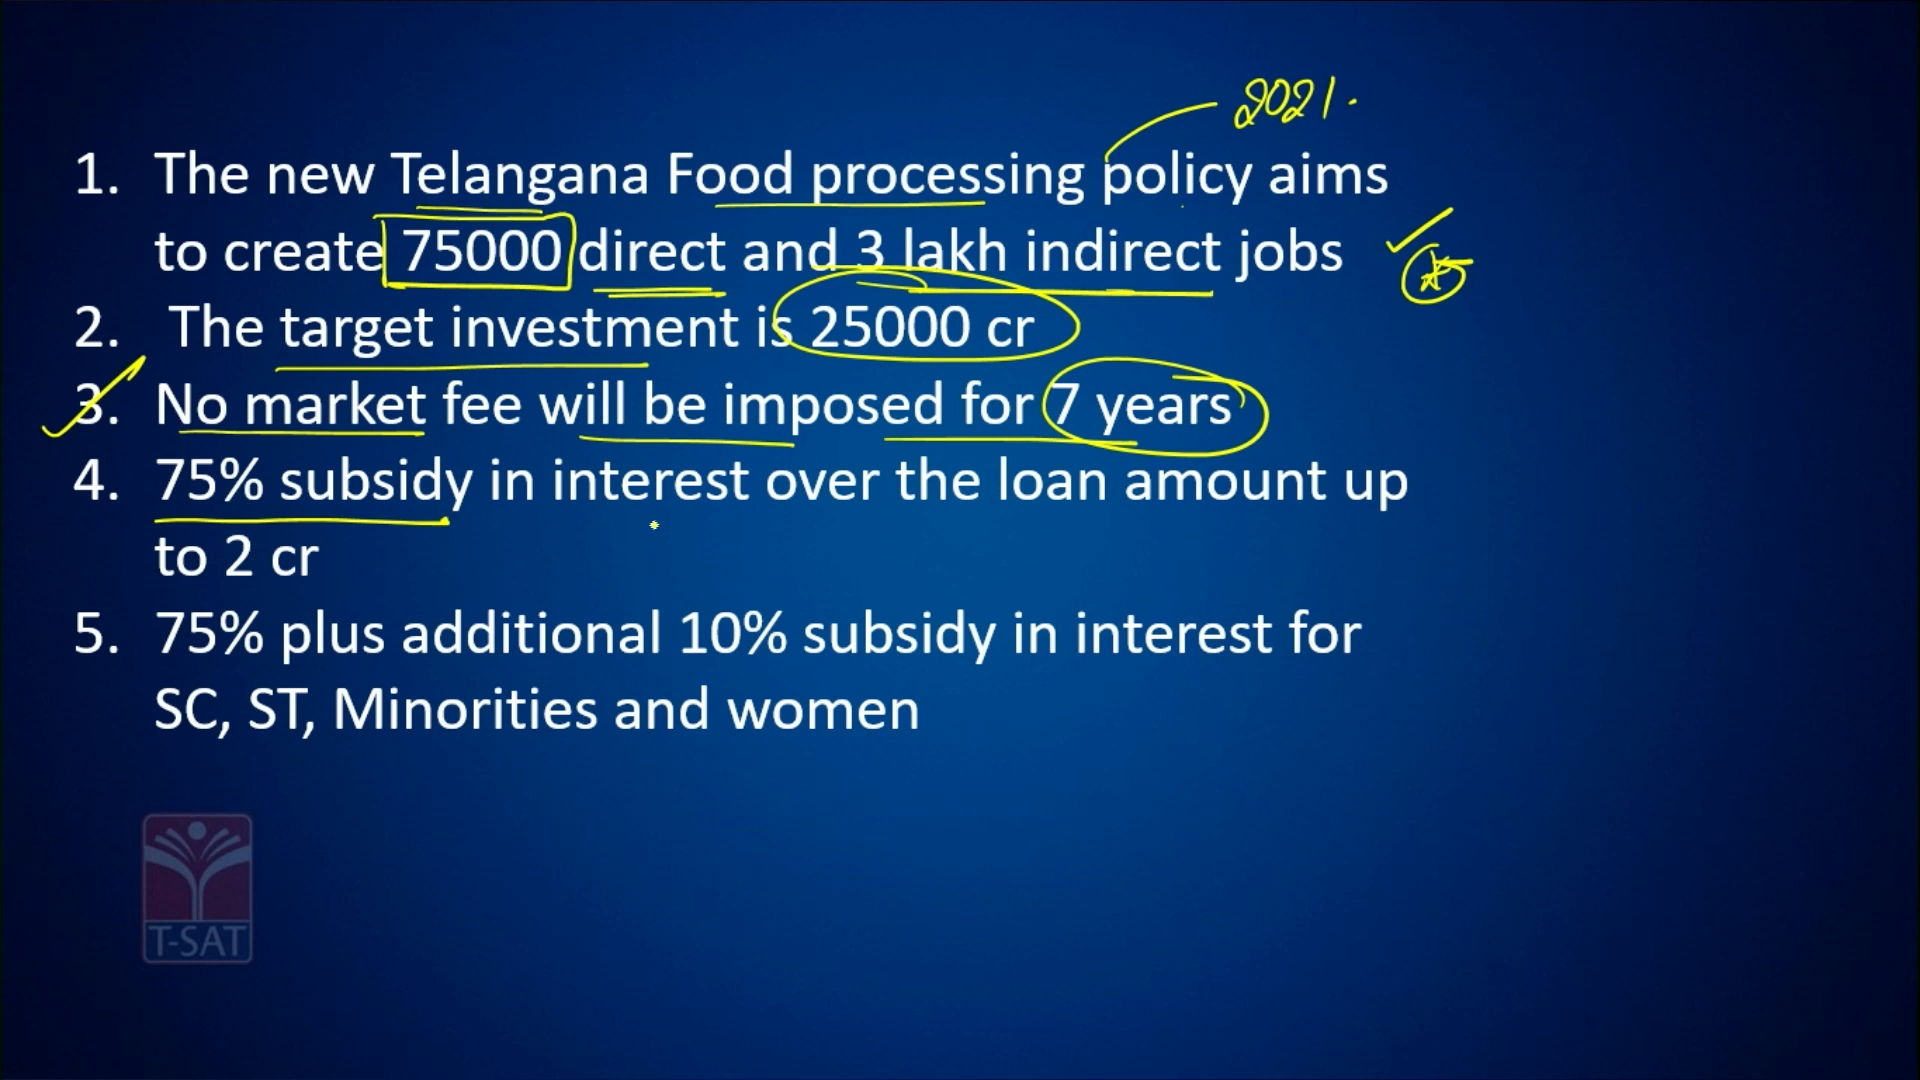 2021.
1. The new Telangana Food processing policy aims
to create 75000 direct and 3 lakh indirect jobs
2. The target investment is 25000 cr
3. No market fee will be imposed for 7 years
4. 75% subsidy in interest over the loan amount up
to 2 cr
5. 75% plus additional 10% subsidy in interest for
SC, ST, Minorities and women
T-SAT